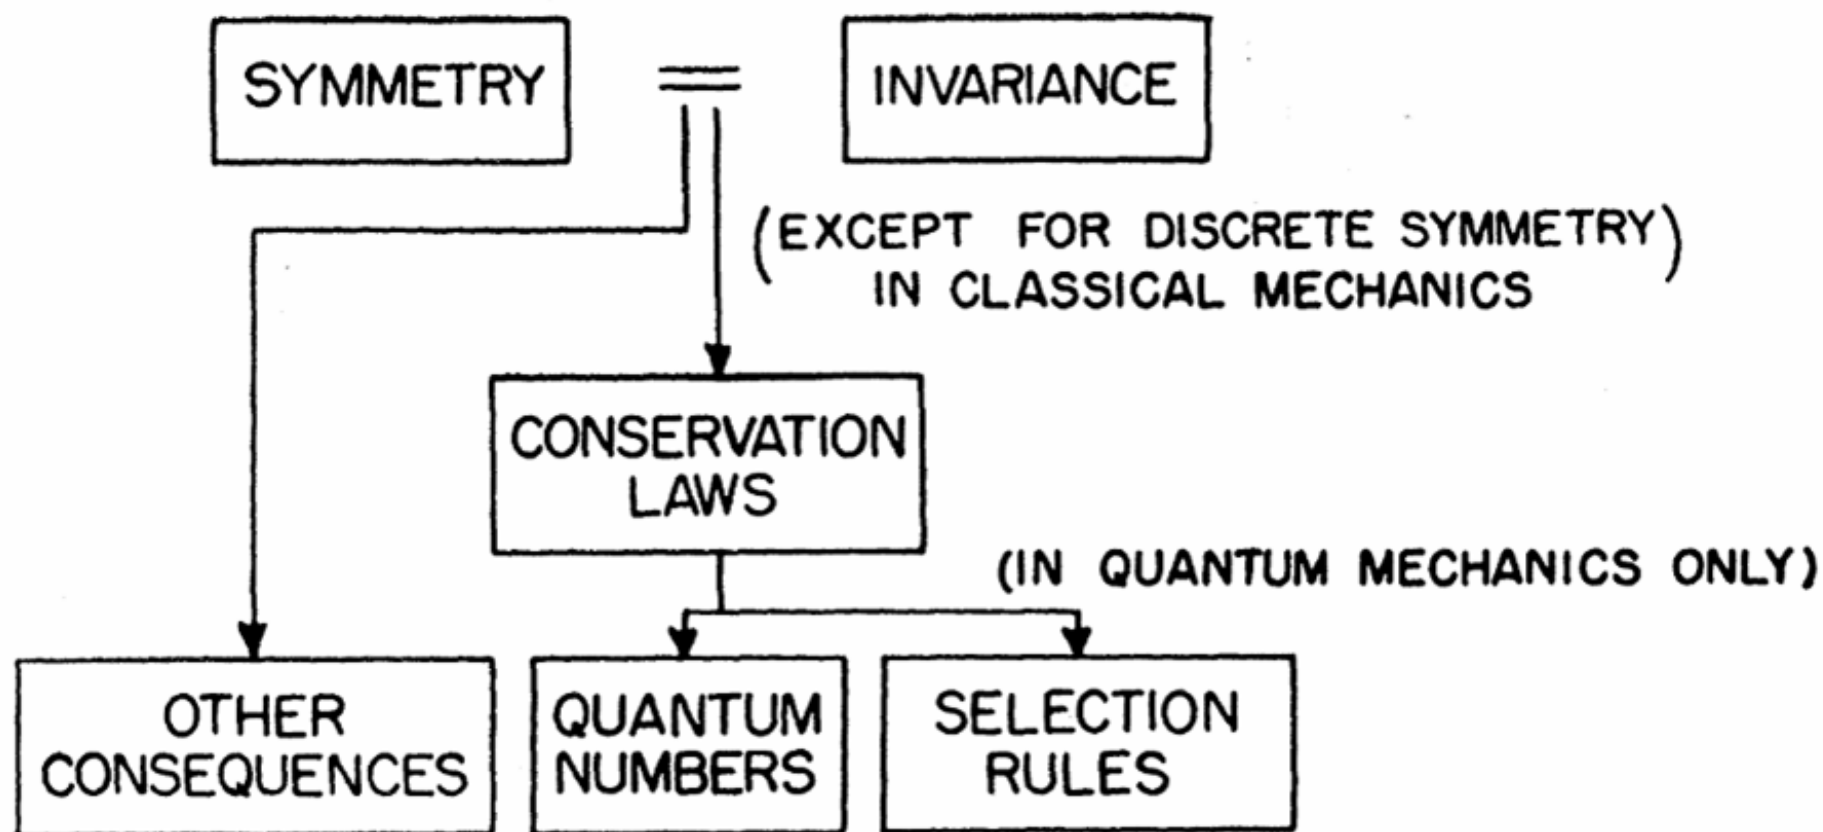 SYMMETRY
INVARIANCE
(EXCEPT FOR DISCRETE SYMMETRY)
IN CLASSICAL MECHANICS
CONSERVATION
LAWS
(IN QUANTUM MECHANICS ONLY)
OTHER
CONSEQUENCES
QUANTUM
NUMBERS
SELECTION
RULES